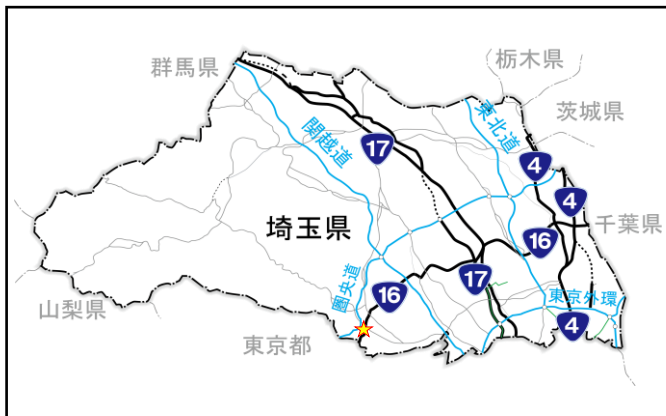 栃木県
群馬県
茨城県
東北道
関越道
17
4
4
千葉県
埼玉県
16
圏央道
17
16
東京外環
山梨県
東京都
4